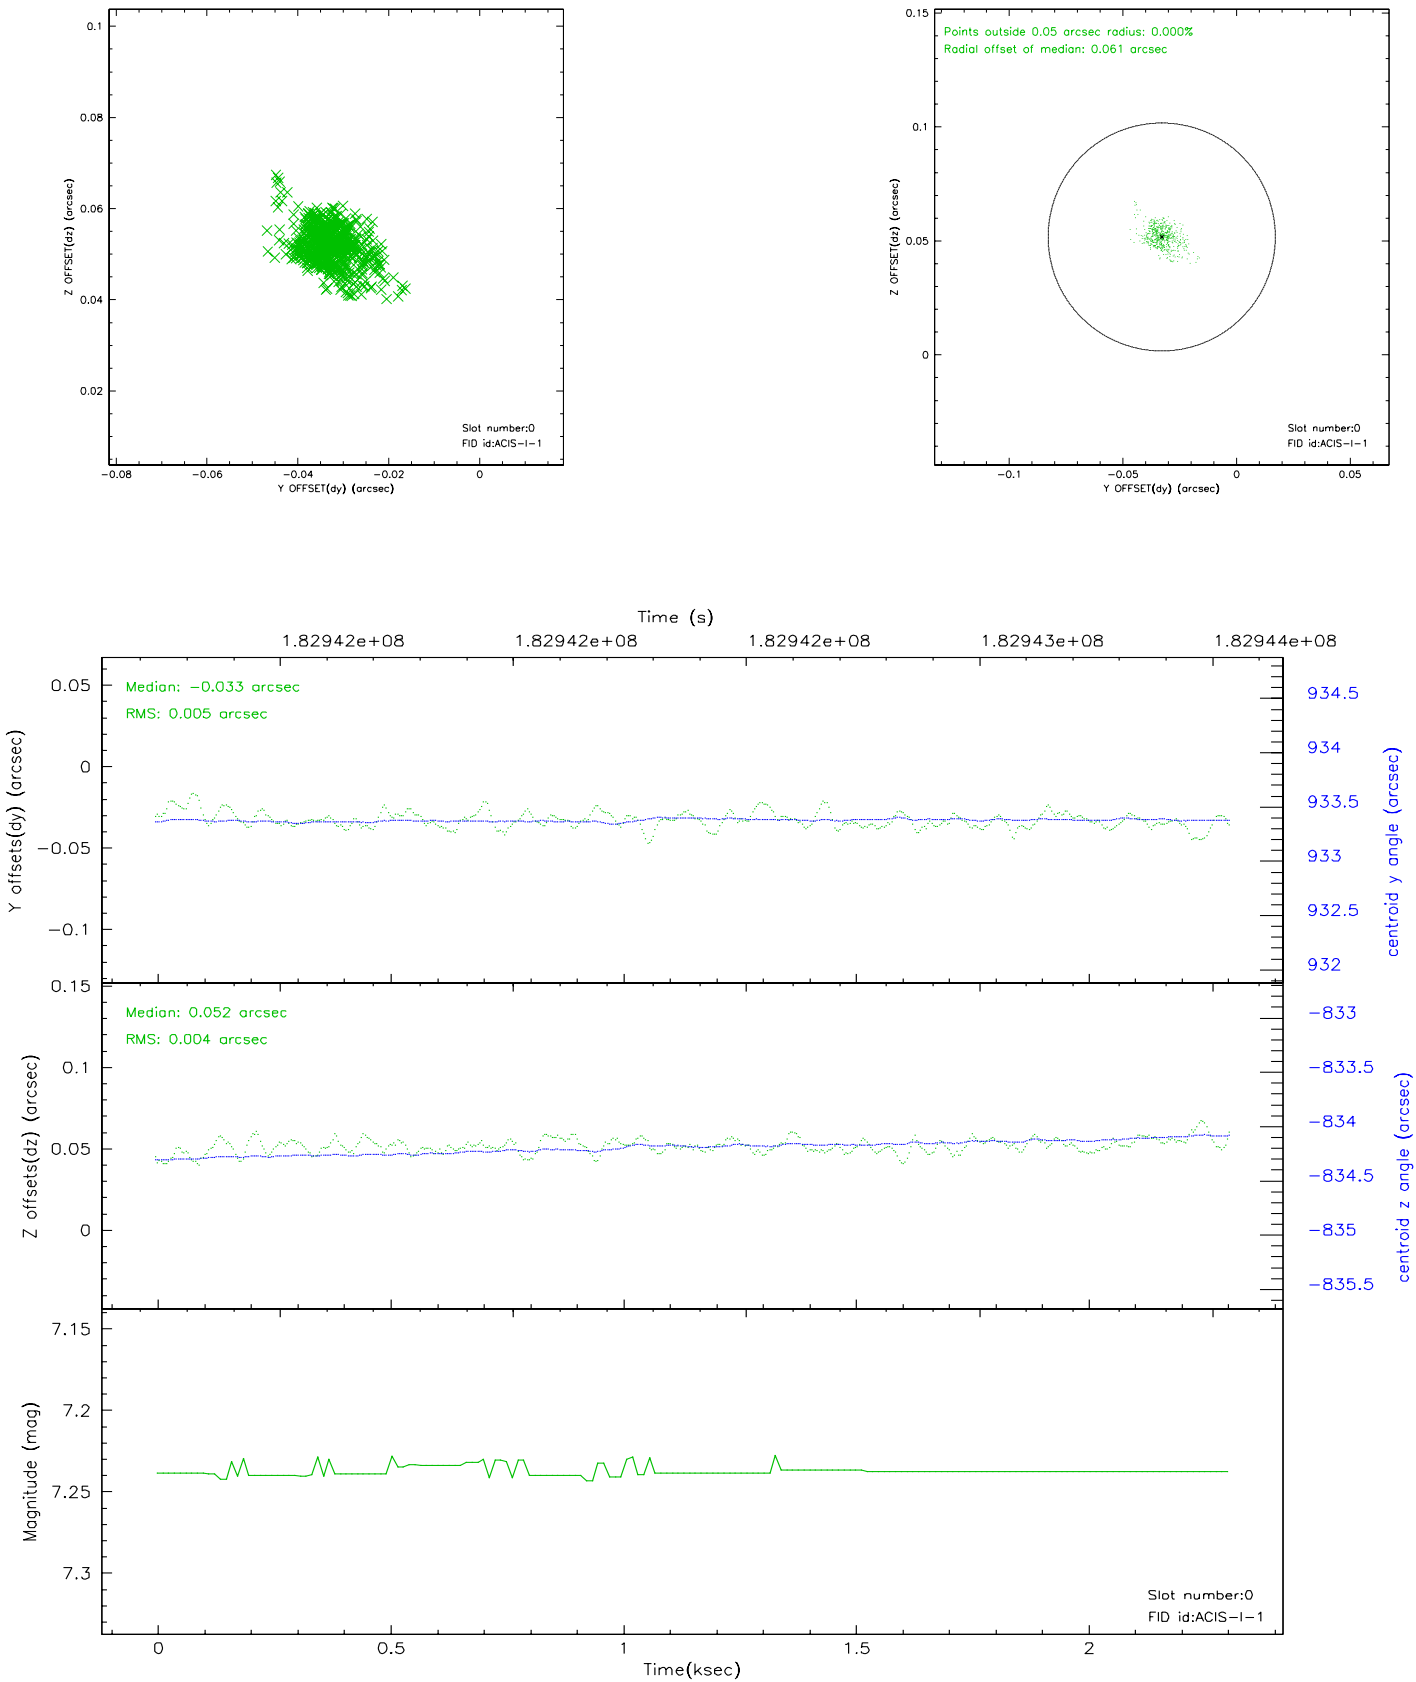 0.1
0.08
0.06
0.04
0.02
Z OFFSET(dz) (arcsec)
Slot number:0
FID id:ACIS-I-1
-0.08 -0.06 -0.04 -0.02 0
Y OFFSET(dy) (arcsec)
0.15
Points outside 0.05 arcsec radius: 0.000%
Radial offset of median: 0.061 arcsec
0.1
0.05
0
Z OFFSET(dz) (arcsec)
Slot number:0
FID id:ACIS-I-1
-0.1 -0.05 0 0.05
Y OFFSET(dy) (arcsec)
Time (s)
1.82942e+08 1.82942e+08 1.82942e+08 1.82943e+08 1.82944e+08
Median: -0.033 arcsec
RMS: 0.005 arcsec
0.05
0
-0.05
-0.1
Y offsets(dy) (arcsec)
934.5
934
933.5
933
932.5
932
centroid y angle (arcsec)
Median: 0.052 arcsec
RMS: 0.004 arcsec
0.15
0.1
0.05
0
Z offsets(dz) (arcsec)
-833
-833.5
-834
-834.5
-835
-835.5
centroid z angle (arcsec)
7.15
7.2
7.25
7.3
Magnitude (mag)
Slot number:0
FID id:ACIS-I-1
0 0.5 1 1.5 2
Time(ksec)